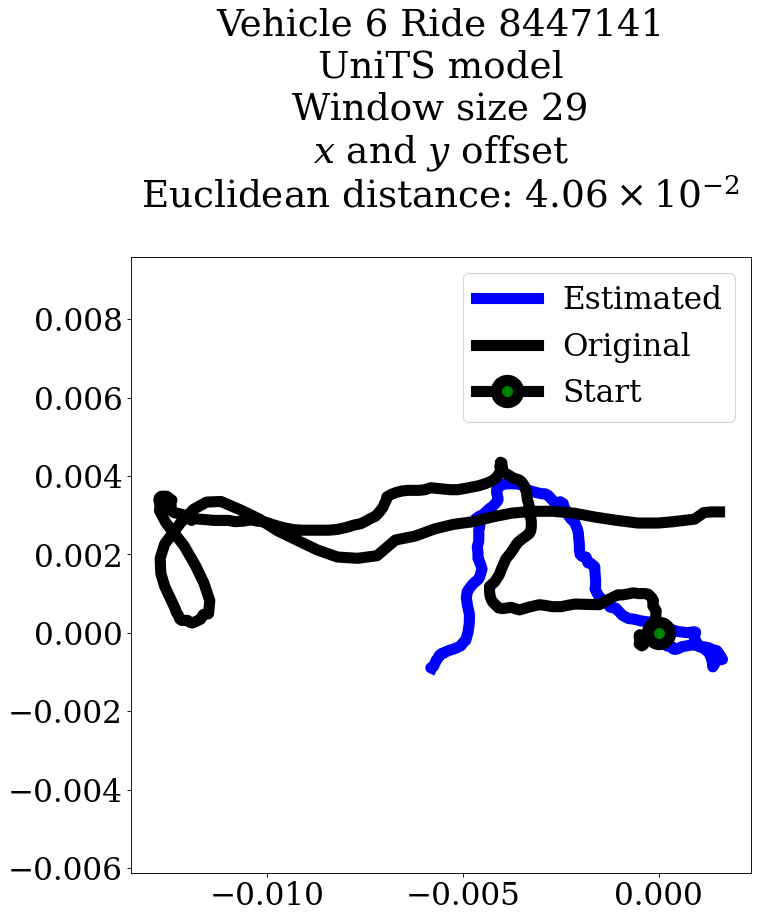 Vehicle 6 Ride 8447141
UniTS model
Window size 29
x and y offset
Euclidean distance: 4.06 × 10⁻²
Estimated
Original
Start
0.008
0.006
0.004
0.002
0.000
−0.002
−0.004
−0.006
−0.010 −0.005 0.000